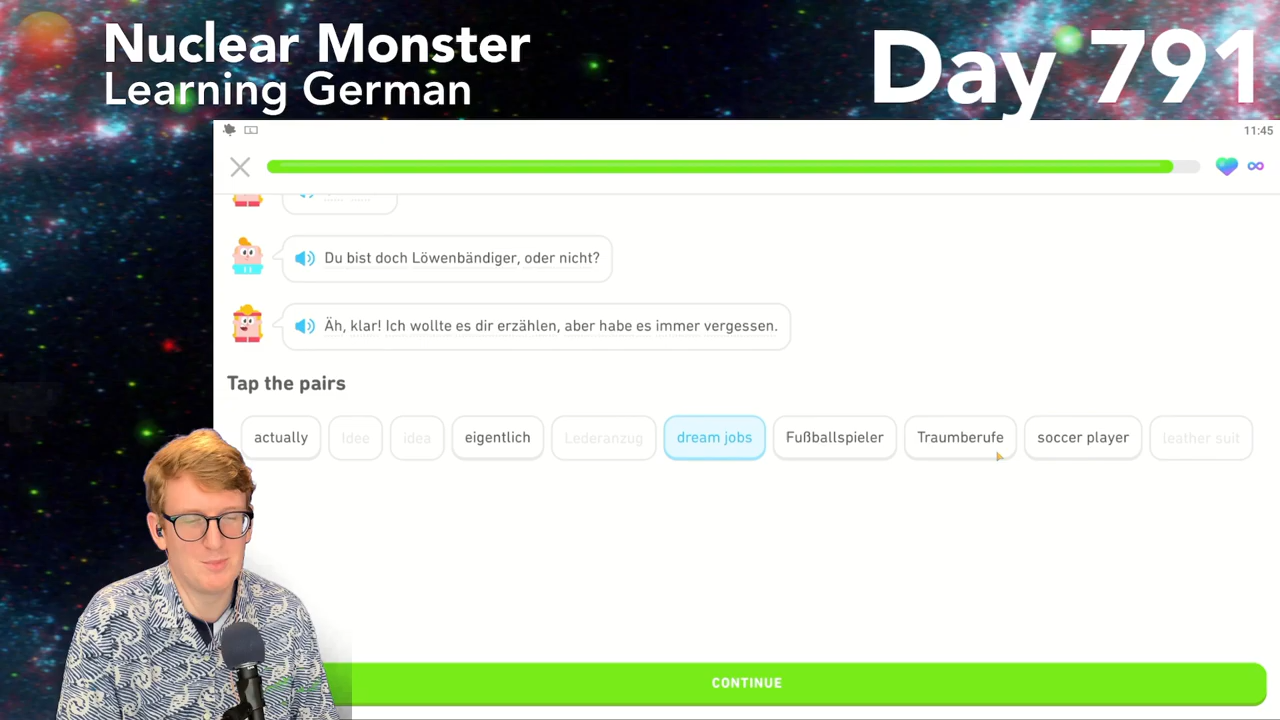 Nuclear Monster
Learning German
Day 791
11:45
Du bist doch Löwenbändiger, oder nicht?
Äh, klar! Ich wollte es dir erzählen, aber habe es immer vergessen.
Tap the pairs
actually Idee idea eigentlich Lederanzug dream jobs Fußballspieler Traumberufe soccer player leather suit
CONTINUE